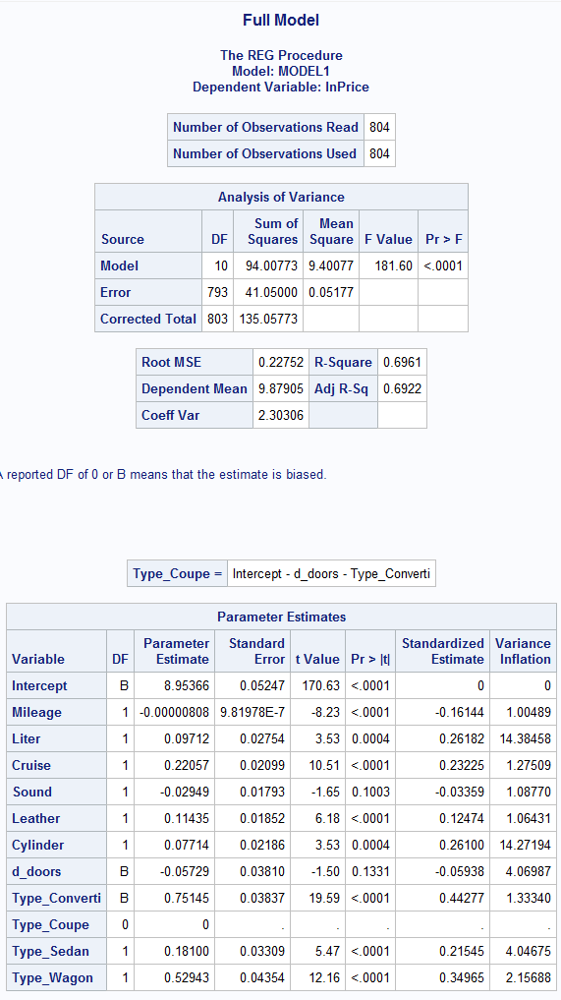 Full Model
The REG Procedure
Model: MODEL1
Dependent Variable: lnPrice
Number of Observations Read 804
Number of Observations Used 804
Analysis of Variance
Source DF Sum of Squares Mean Square F Value Pr > F
Model 10 94.00773 9.40077 181.60 <.0001
Error 793 41.05000 0.05177
Corrected Total 803 135.05773
Root MSE 0.22752 R-Square 0.6961
Dependent Mean 9.87905 Adj R-Sq 0.6922
Coeff Var 2.30306
reported DF of 0 or B means that the estimate is biased.
Type_Coupe = Intercept - d_doors - Type_Converti
Parameter Estimates
Variable DF Parameter Estimate Standard Error t Value Pr > |t| Standardized Estimate Variance Inflation
Intercept B 8.95366 0.05247 170.63 <.0001 0 0
Mileage 1 -0.00000808 9.81978E-7 -8.23 <.0001 -0.16144 1.00489
Liter 1 0.09712 0.02754 3.53 0.0004 0.26182 14.38458
Cruise 1 0.22057 0.02099 10.51 <.0001 0.23225 1.27509
Sound 1 -0.02949 0.01793 -1.65 0.1003 -0.03359 1.08770
Leather 1 0.11435 0.01852 6.18 <.0001 0.12474 1.06431
Cylinder 1 0.07714 0.02186 3.53 0.0004 0.26100 14.27194
d_doors B -0.05729 0.03810 -1.50 0.1331 -0.05938 4.06987
Type_Converti B 0.75145 0.03837 19.59 <.0001 0.44277 1.33340
Type_Coupe 0 0 . . . . .
Type_Sedan 1 0.18100 0.03309 5.47 <.0001 0.21545 4.04675
Type_Wagon 1 0.52943 0.04354 12.16 <.0001 0.34965 2.15688